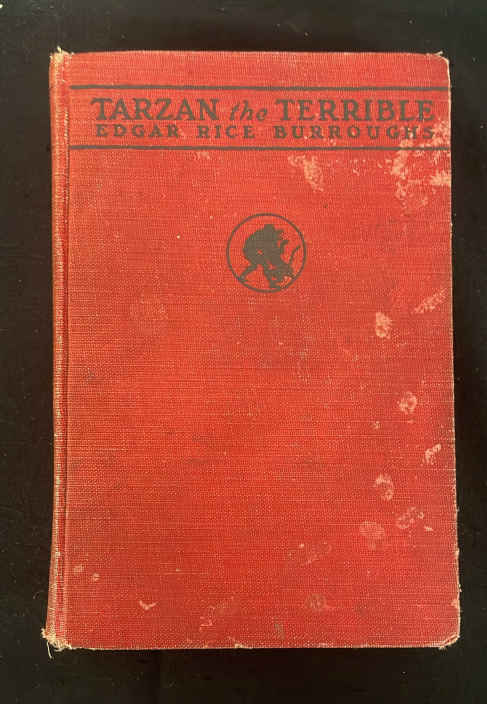 TARZAN the TERRIBLE
EDGAR RICE BURROUGHS